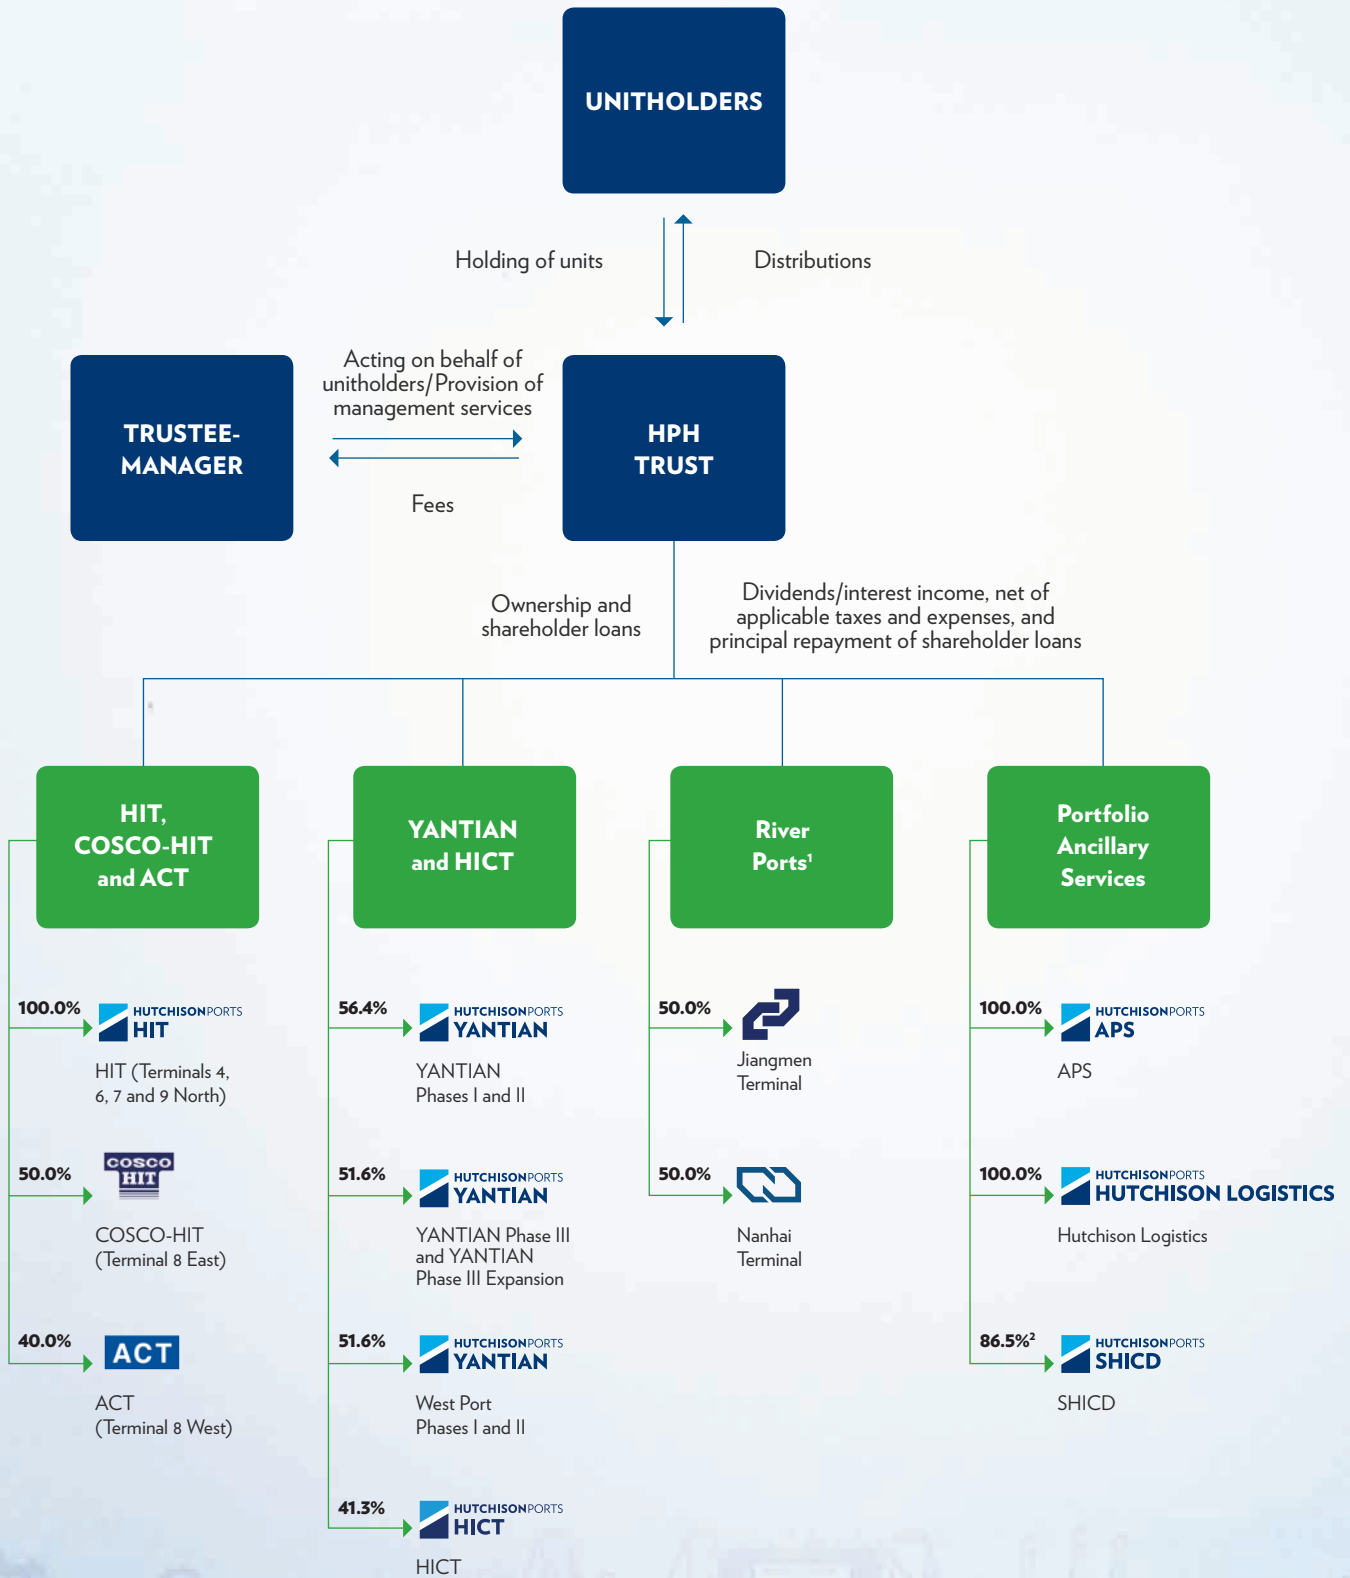 UNITHOLDERS
Holding of units
Distributions
TRUSTEE-
MANAGER
Acting on behalf of
unitholders/Provision of
management services
Fees
HPH
TRUST
Ownership and
shareholder loans
Dividends/interest income, net of
applicable taxes and expenses, and
principal repayment of shareholder loans
HIT,
COSCO-HIT
and ACT
100.0%
HUTCHISONPORTS
HIT
HIT (Terminals 4,
6, 7 and 9 North)
50.0%
COSCO
HIT
COSCO-HIT
(Terminal 8 East)
40.0%
ACT
ACT
(Terminal 8 West)
YANTIAN
and HICT
56.4%
HUTCHISONPORTS
YANTIAN
YANTIAN
Phases I and II
51.6%
HUTCHISONPORTS
YANTIAN
YANTIAN Phase III
and YANTIAN
Phase III Expansion
51.6%
HUTCHISONPORTS
YANTIAN
West Port
Phases I and II
41.3%
HUTCHISONPORTS
HICT
HICT
River
Ports¹
50.0%
Jiangmen
Terminal
50.0%
Nanhai
Terminal
Portfolio
Ancillary
Services
100.0%
HUTCHISONPORTS
APS
APS
100.0%
HUTCHISONPORTS
HUTCHISON LOGISTICS
Hutchison Logistics
86.5%²
HUTCHISONPORTS
SHICD
SHICD